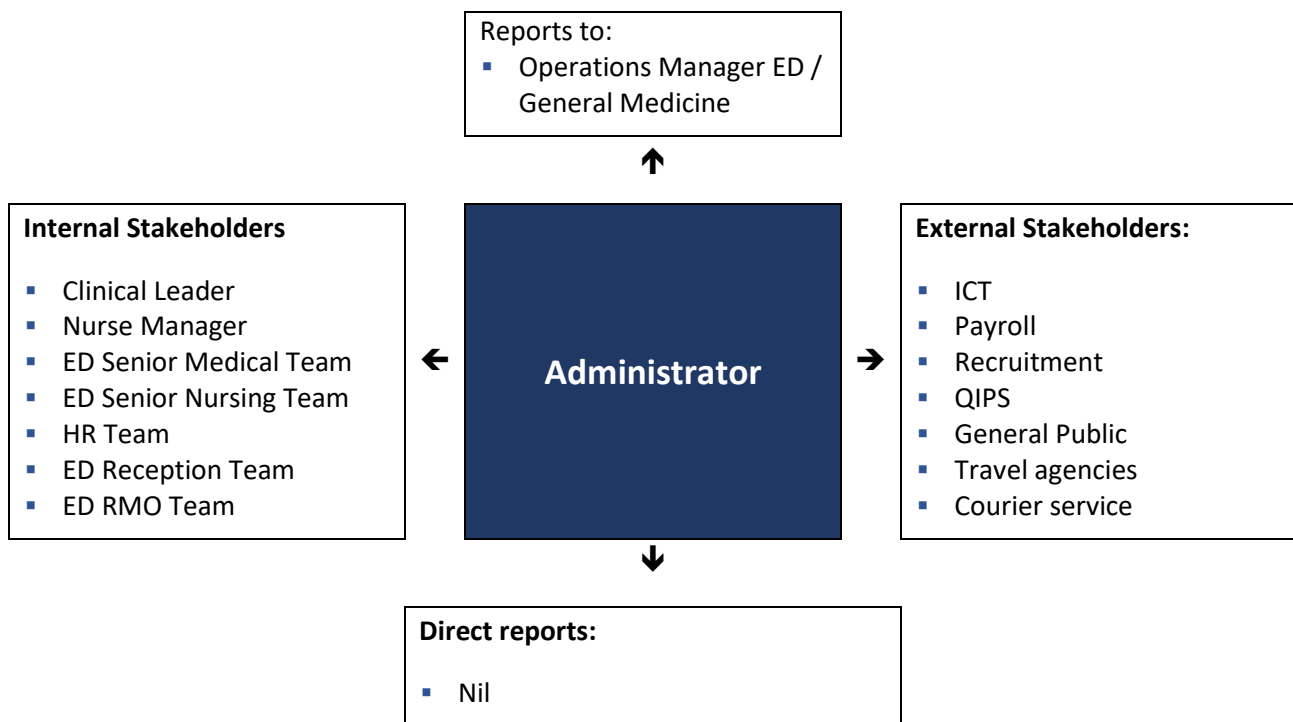 Reports to:
▪ Operations Manager ED /
General Medicine
Internal Stakeholders
▪ Clinical Leader
▪ Nurse Manager
▪ ED Senior Medical Team
▪ ED Senior Nursing Team
▪ HR Team
▪ ED Reception Team
▪ ED RMO Team
Administrator
External Stakeholders:
▪ ICT
▪ Payroll
▪ Recruitment
▪ QIPS
▪ General Public
▪ Travel agencies
▪ Courier service
Direct reports:
▪ Nil